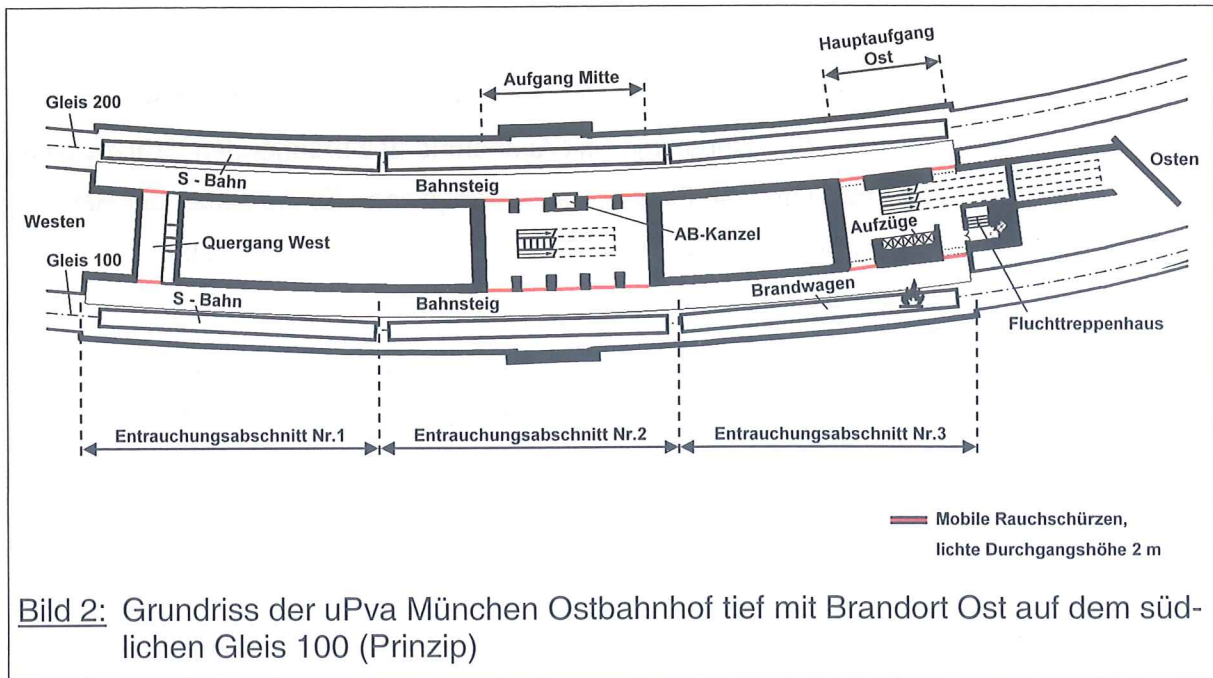 Hauptaufgang
Ost
Aufgang Mitte
Gleis 200
Osten
S - Bahn
Bahnsteig
Westen
Quergang West
AB-Kanzel
Aufzüge
Gleis 100
S - Bahn
Bahnsteig
Brandwagen
Fluchttreppenhaus
Entrauchungsabschnitt Nr.1
Entrauchungsabschnitt Nr.2
Entrauchungsabschnitt Nr.3
Mobile Rauchschürzen,
lichte Durchgangshöhe 2 m
Bild 2: Grundriss der uPva München Ostbahnhof tief mit Brandort Ost auf dem süd-
lichen Gleis 100 (Prinzip)